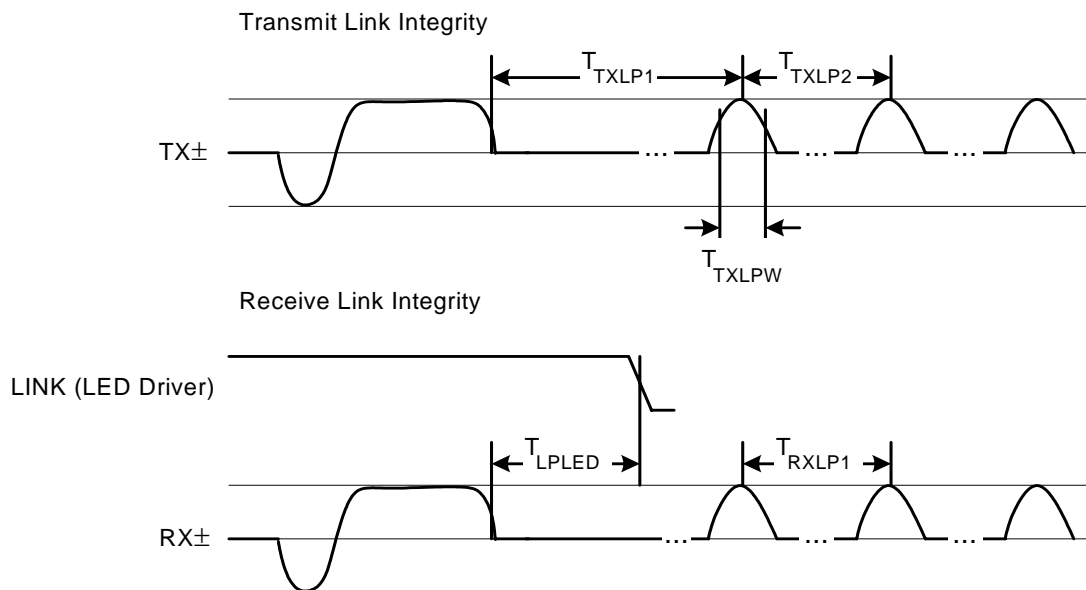 Transmit Link Integrity
TTXLP1
TTXLP2
TX±
... ... ...
TTXLPW
Receive Link Integrity
LINK (LED Driver)
TLPLED
TRXLP1
RX±
... ... ...